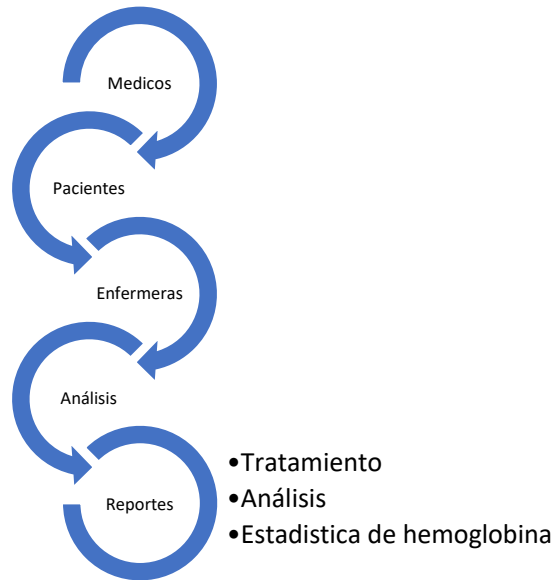 Medicos
Pacientes
Enfermeras
Análisis
Reportes
•Tratamiento
•Análisis
•Estadistica de hemoglobina